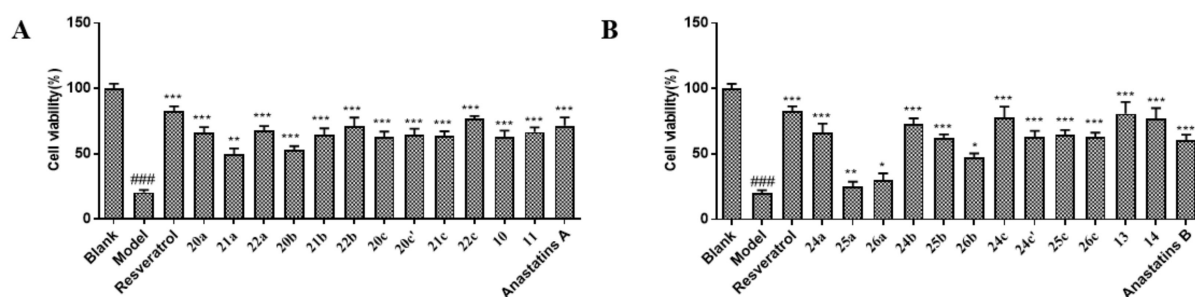 A
Cell viability(%)
150
100
50
0
###
***
***
**
***
***
***
***
***
***
***
***
***
***
***
Blank
Model
Resveratrol
20a
21a
22a
20b
21b
22b
20c
20c'
21c
22c
10
11
Anastatins A
B
Cell viability(%)
150
100
50
0
###
***
***
**
*
***
***
*
***
***
***
***
***
***
***
Blank
Model
Resveratrol
24a
25a
26a
24b
25b
26b
24c
24c'
25c
26c
13
14
Anastatins B